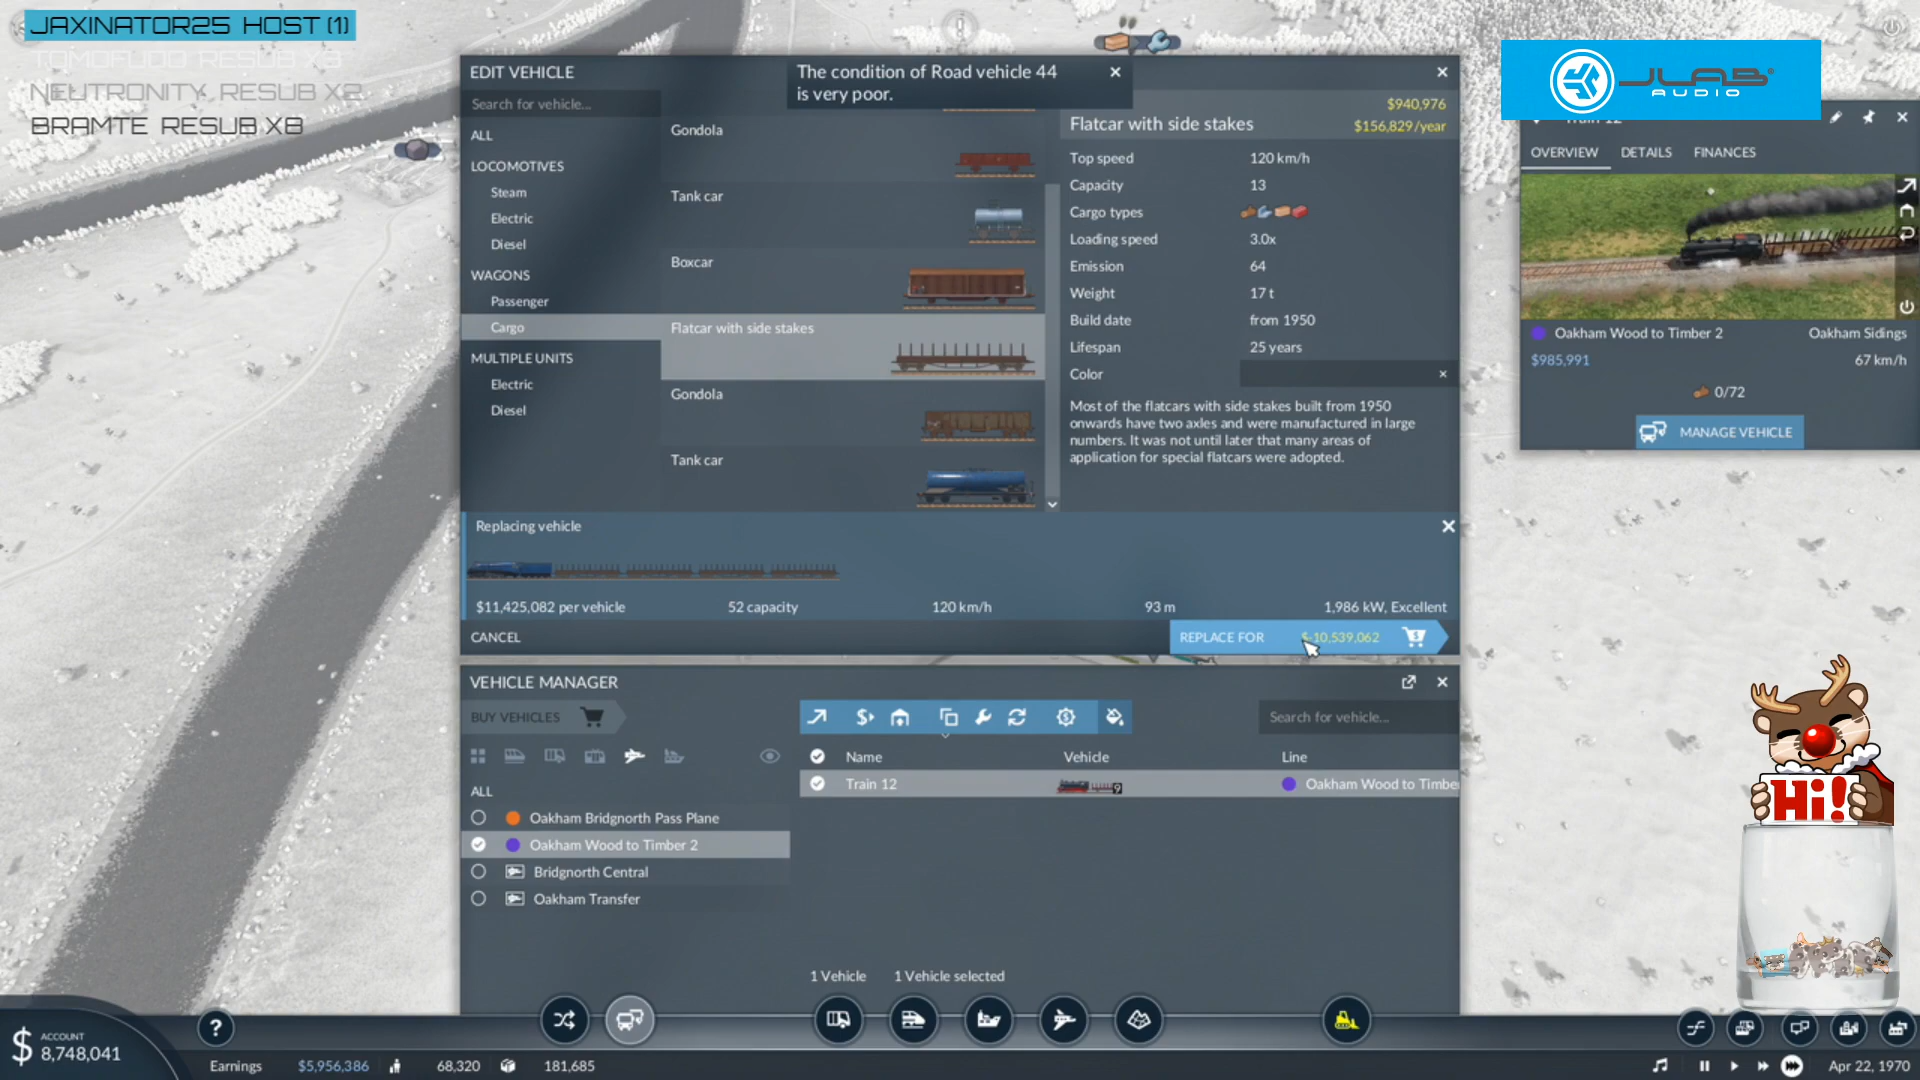 JAXINATOR25 HOST (1)
TOMOFUDO RESUB X3
NEUTRONITY_ RESUB X2
BRAMTE RESUB X8
EDIT VEHICLE
The condition of Road vehicle 44
is very poor.
Search for vehicle...
ALL
LOCOMOTIVES
Steam
Electric
Diesel
WAGONS
Passenger
Cargo
MULTIPLE UNITS
Electric
Diesel
Gondola
Tank car
Boxcar
Flatcar with side stakes
Gondola
Tank car
$940,976
Flatcar with side stakes
$156,829/year
Top speed 120 km/h
Capacity 13
Cargo types
Loading speed 3.0x
Emission 64
Weight 17 t
Build date from 1950
Lifespan 25 years
Color
Most of the flatcars with side stakes built from 1950
onwards have two axles and were manufactured in large
numbers. It was not until later that many areas of
application for special flatcars were adopted.
Replacing vehicle
$11,425,082 per vehicle 52 capacity 120 km/h 93 m 1,986 kW, Excellent
CANCEL
REPLACE FOR $-10,539,062
VEHICLE MANAGER
BUY VEHICLES
Search for vehicle...
Name Vehicle Line
Train 12 9 Oakham Wood to Timbe
ALL
Oakham Bridgnorth Pass Plane
Oakham Wood to Timber 2
Bridgnorth Central
Oakham Transfer
1 Vehicle 1 Vehicle selected
JLAB
AUDIO
Train 12
OVERVIEW DETAILS FINANCES
Oakham Wood to Timber 2 Oakham Sidings
$985,991 67 km/h
0/72
MANAGE VEHICLE
Hi!
$ ACCOUNT
8,748,041
?
Earnings $5,956,386 68,320 181,685
Apr 22, 1970